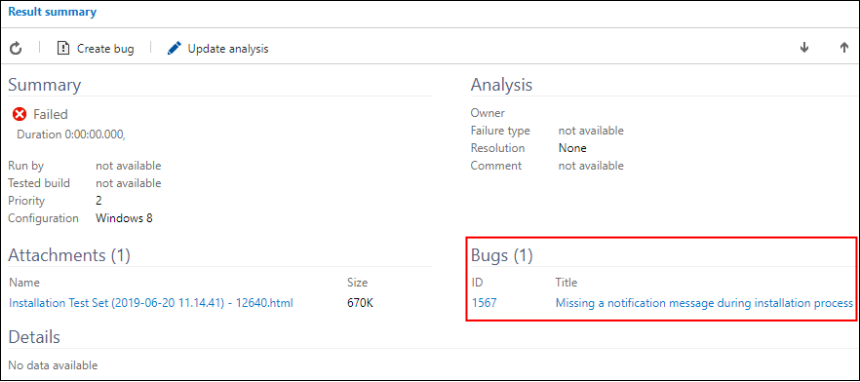 Result summary
Create bug Update analysis
Summary
Failed
Duration 0:00:00.000,
Run by not available
Tested build not available
Priority 2
Configuration Windows 8
Analysis
Owner
Failure type not available
Resolution None
Comment not available
Attachments (1)
Name Size
Installation Test Set (2019-06-20 11.14.41) - 12640.html 670K
Bugs (1)
ID Title
1567 Missing a notification message during installation process
Details
No data available